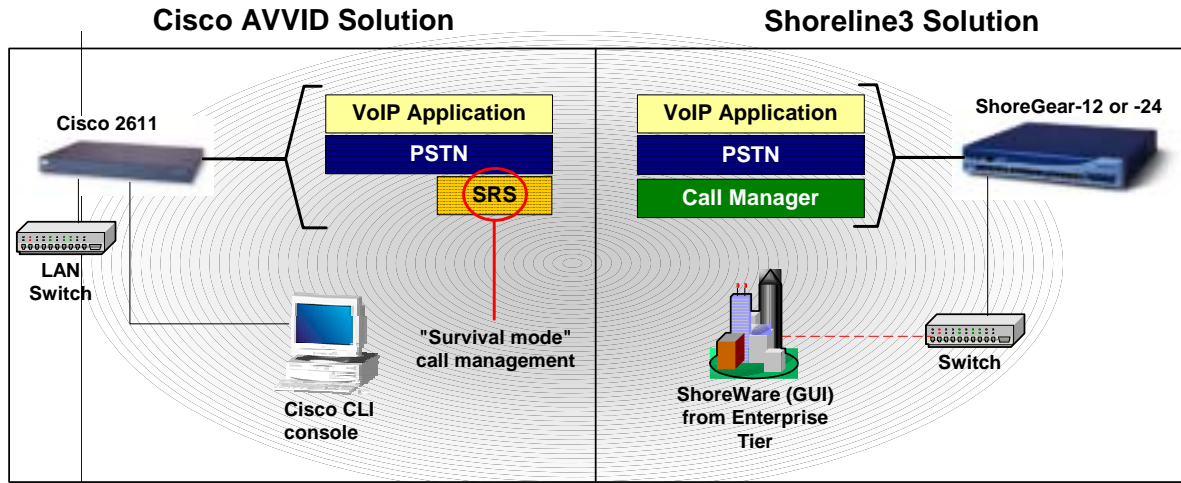 Cisco AVVID Solution
Shoreline3 Solution
Cisco 2611
VoIP Application
PSTN
SRS
LAN
Switch
"Survival mode"
call management
Cisco CLI
console
VoIP Application
PSTN
Call Manager
ShoreGear-12 or -24
Switch
ShoreWare (GUI)
from Enterprise
Tier